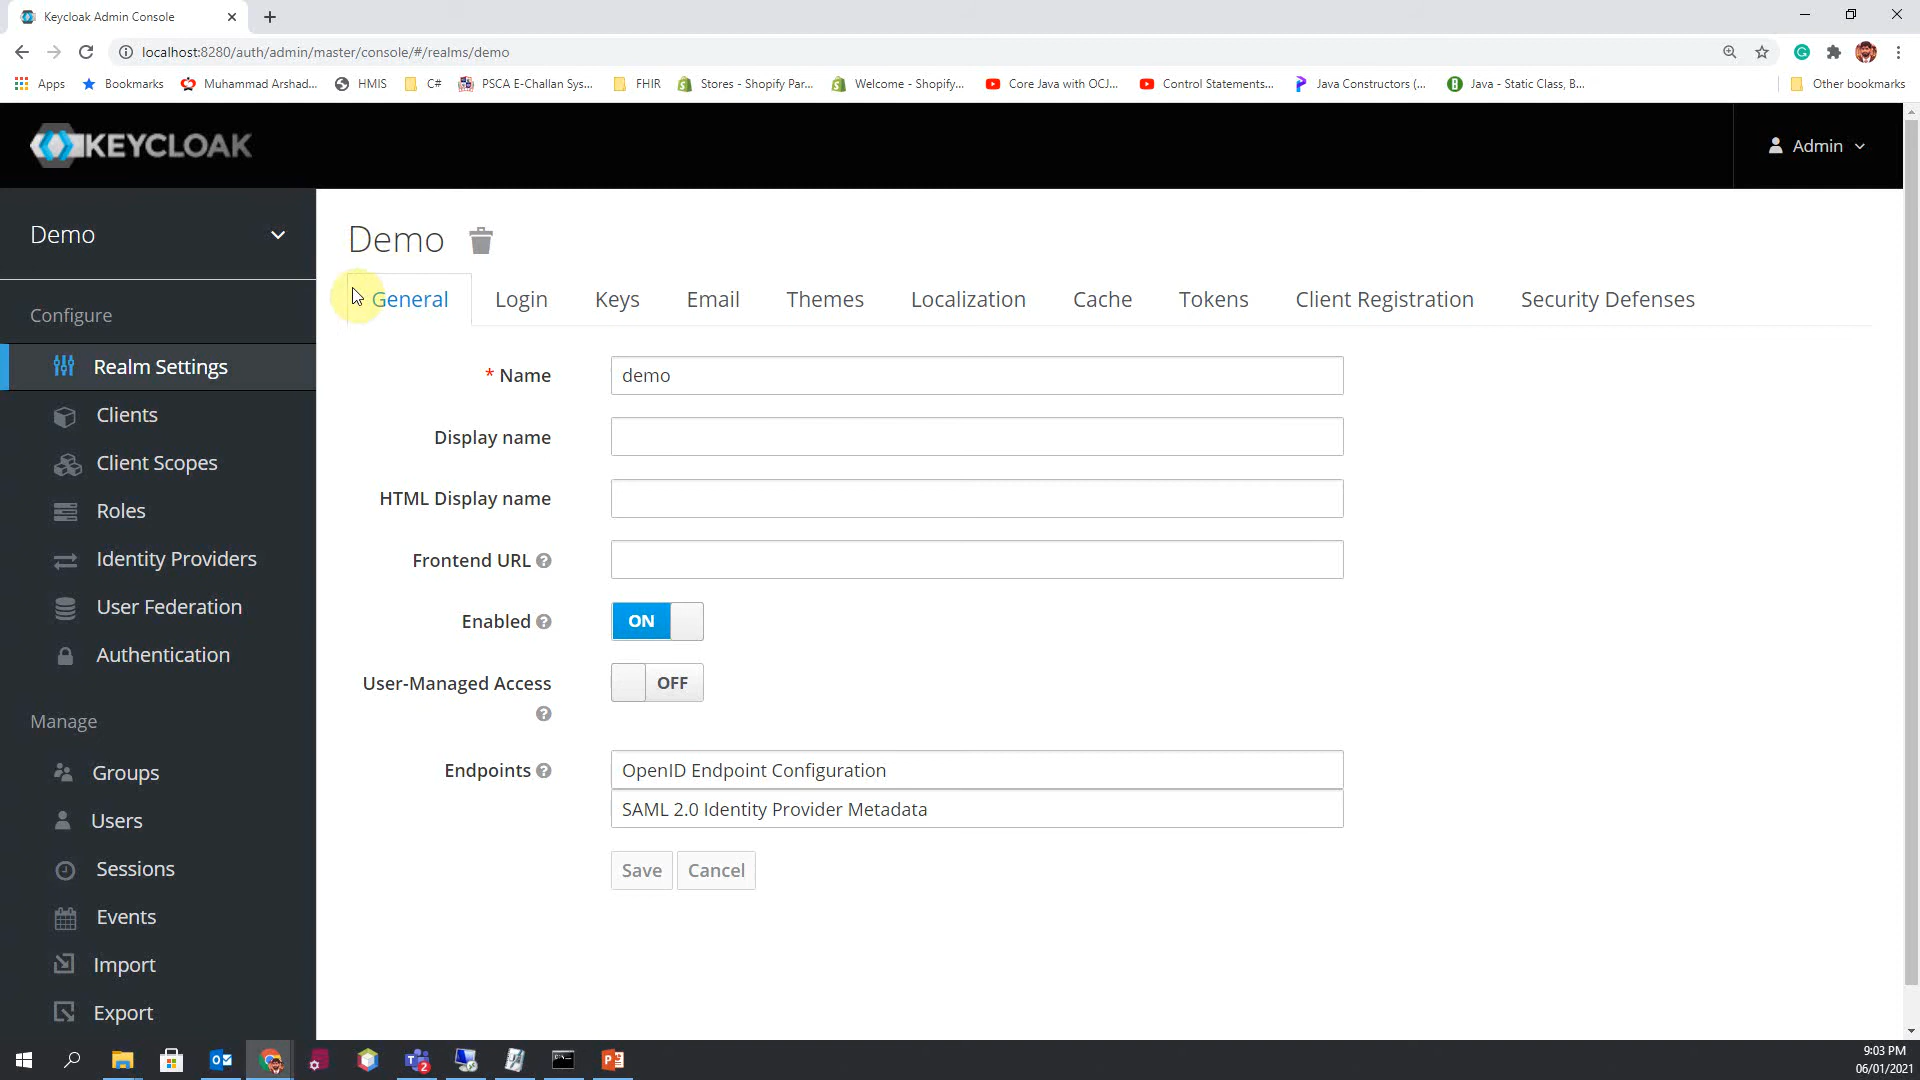 Keycloak Admin Console
localhost:8280/auth/admin/master/console/#/realms/demo
Apps Bookmarks Muhammad Arshad... HMIS C# PSCA E-Challan Sys... FHIR Stores - Shopify Par... Welcome - Shopify... Core Java with OCJ... Control Statements... Java Constructors (... Java - Static Class, B... Other bookmarks
KEYCLOAK
Admin
Demo
Configure
Realm Settings
Clients
Client Scopes
Roles
Identity Providers
User Federation
Authentication
Manage
Groups
Users
Sessions
Events
Import
Export
Demo
General Login Keys Email Themes Localization Cache Tokens Client Registration Security Defenses
* Name demo
Display name
HTML Display name
Frontend URL
Enabled ON
User-Managed Access OFF
Endpoints OpenID Endpoint Configuration
SAML 2.0 Identity Provider Metadata
Save Cancel
9:03 PM
06/01/2021